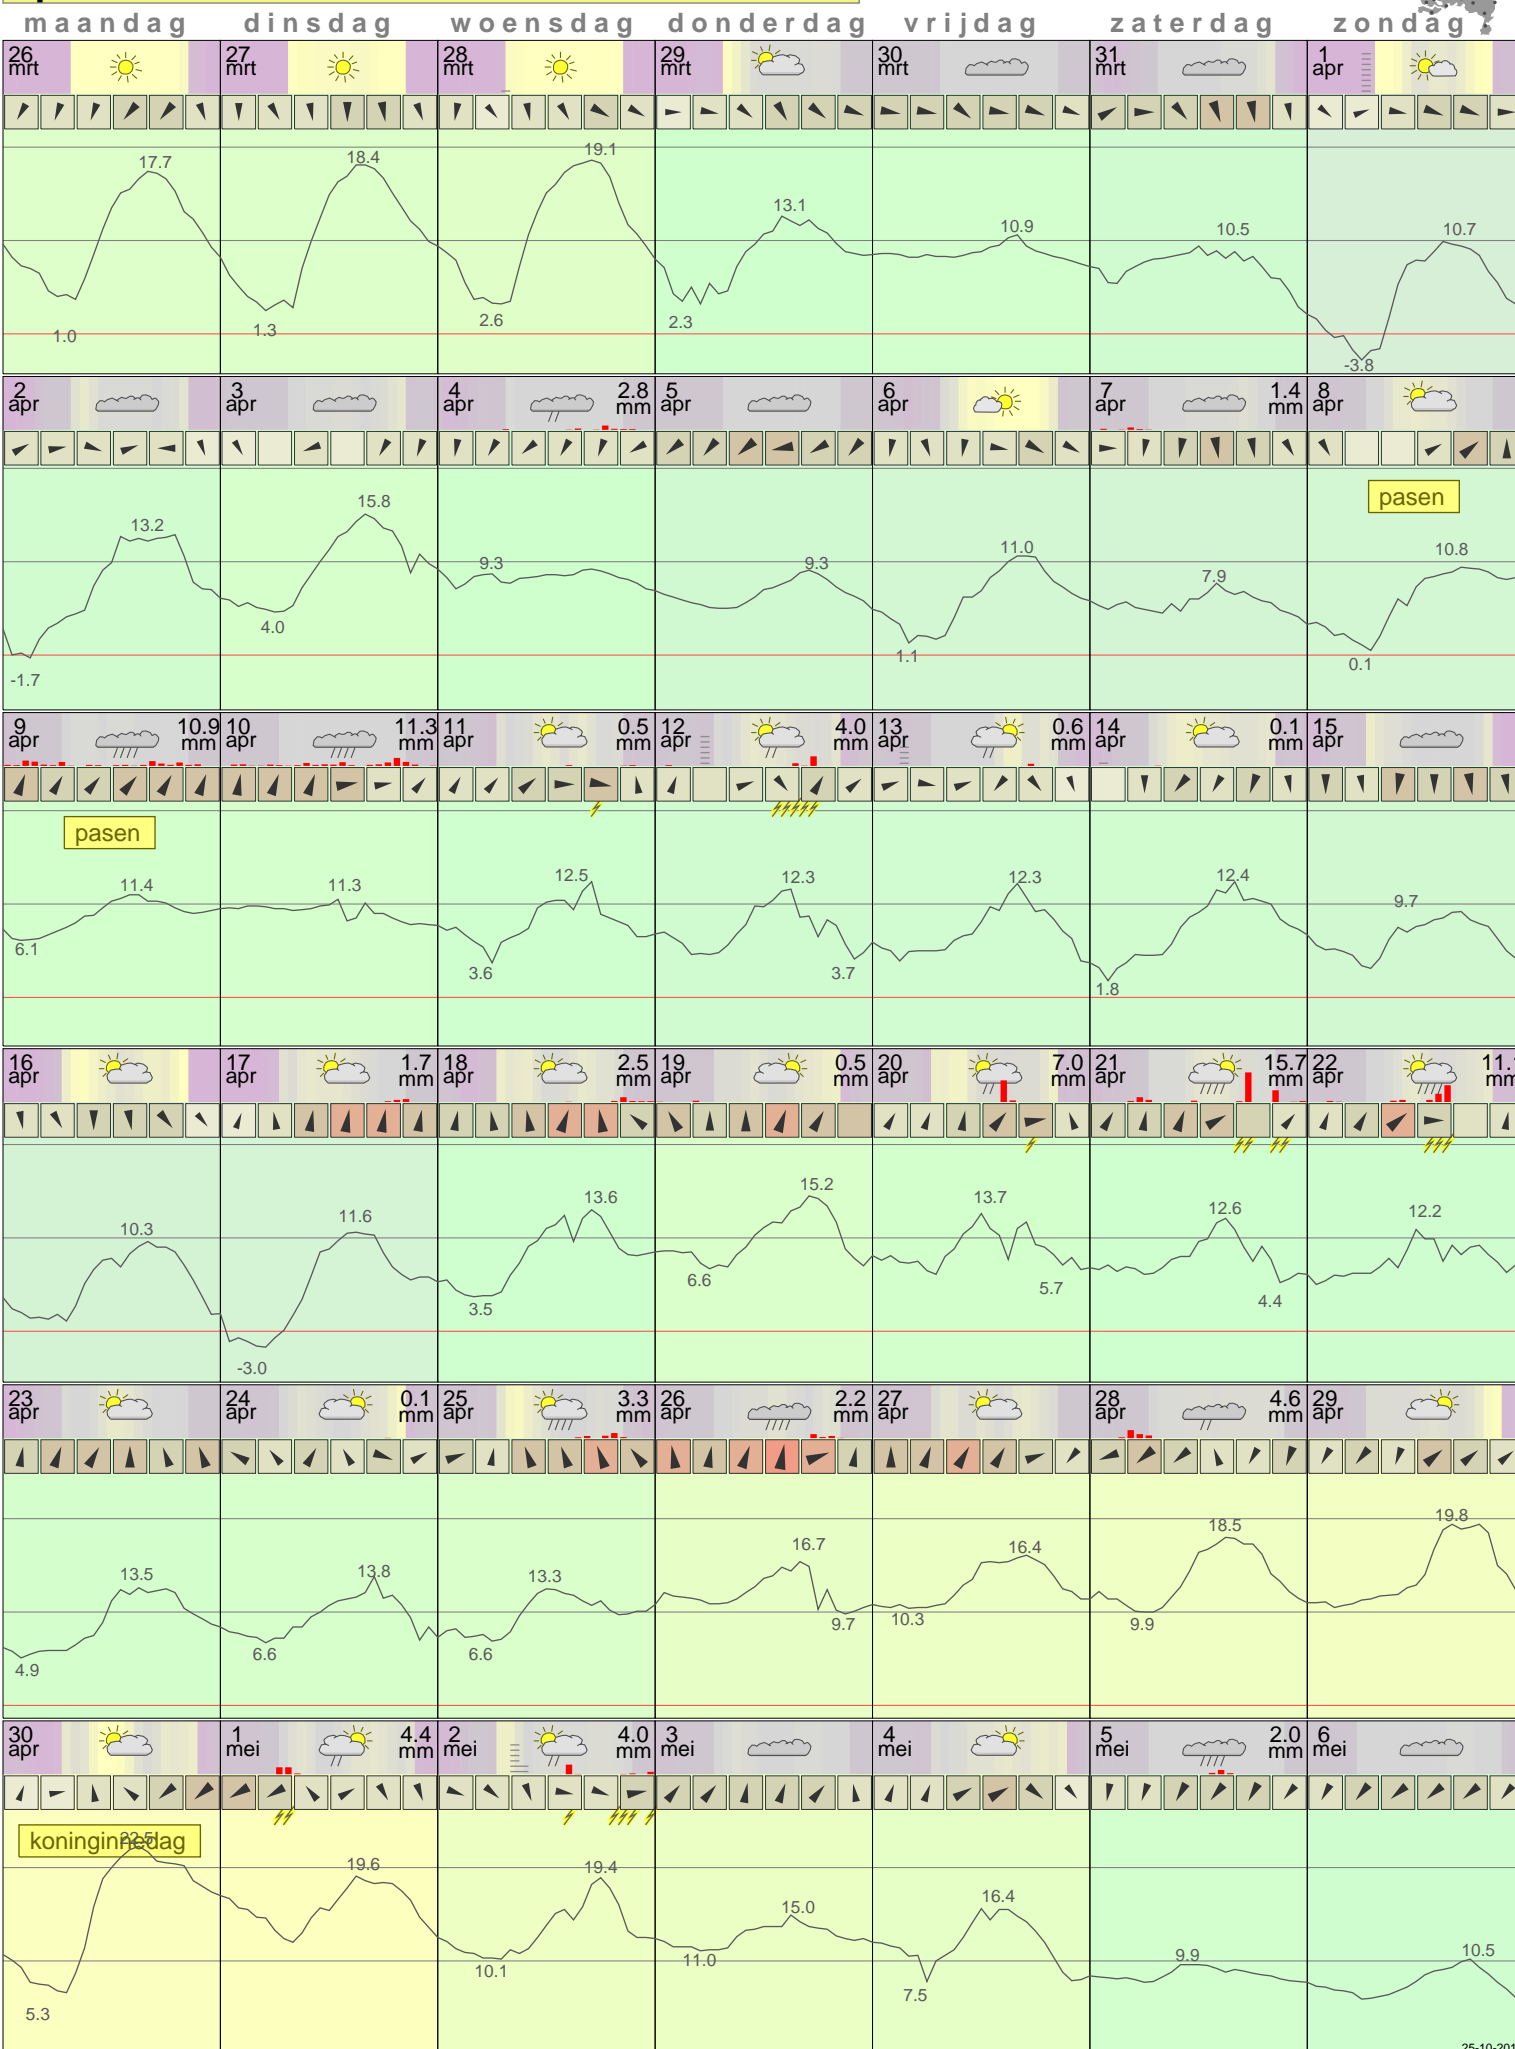 maandag dinsdag woensdag donderdag vrijdag zaterdag zondag
26 mrt 27 mrt 28 mrt 29 mrt 30 mrt 31 mrt 1 apr
17.7 18.4 19.1 13.1 10.9 10.5 10.7
1.0 1.3 2.6 2.3 -3.8
2 apr 3 apr 4 apr 2.8 mm 5 apr 6 apr 7 apr 1.4 mm 8 apr
pasen
13.2 15.8 9.3 9.3 11.0 7.9 10.8
-1.7 4.0 1.1 0.1
9 apr 10.9 mm 10 apr 11.3 mm 11 apr 0.5 mm 12 apr 4.0 mm 13 apr 0.6 mm 14 apr 0.1 mm 15 apr
pasen
11.4 11.3 12.5 12.3 12.3 12.4 9.7
6.1 3.6 3.7 1.8
16 apr 17 apr 1.7 mm 18 apr 2.5 mm 19 apr 0.5 mm 20 apr 7.0 mm 21 apr 15.7 mm 22 apr
10.3 11.6 13.6 15.2 13.7 12.6 12.2
-3.0 3.5 6.6 5.7 4.4
23 apr 24 apr 0.1 mm 25 apr 3.3 mm 26 apr 2.2 mm 27 apr 28 apr 4.6 mm 29 apr
13.5 13.8 13.3 16.7 16.4 18.5 19.8
4.9 6.6 6.6 9.7 10.3 9.9
30 apr 1 mei 4.4 mm 2 mei 4.0 mm 3 mei 4 mei 5 mei 2.0 mm 6 mei
koninginnedag
22.5 19.6 19.4 15.0 16.4 9.9 10.5
5.3 10.1 11.0 7.5